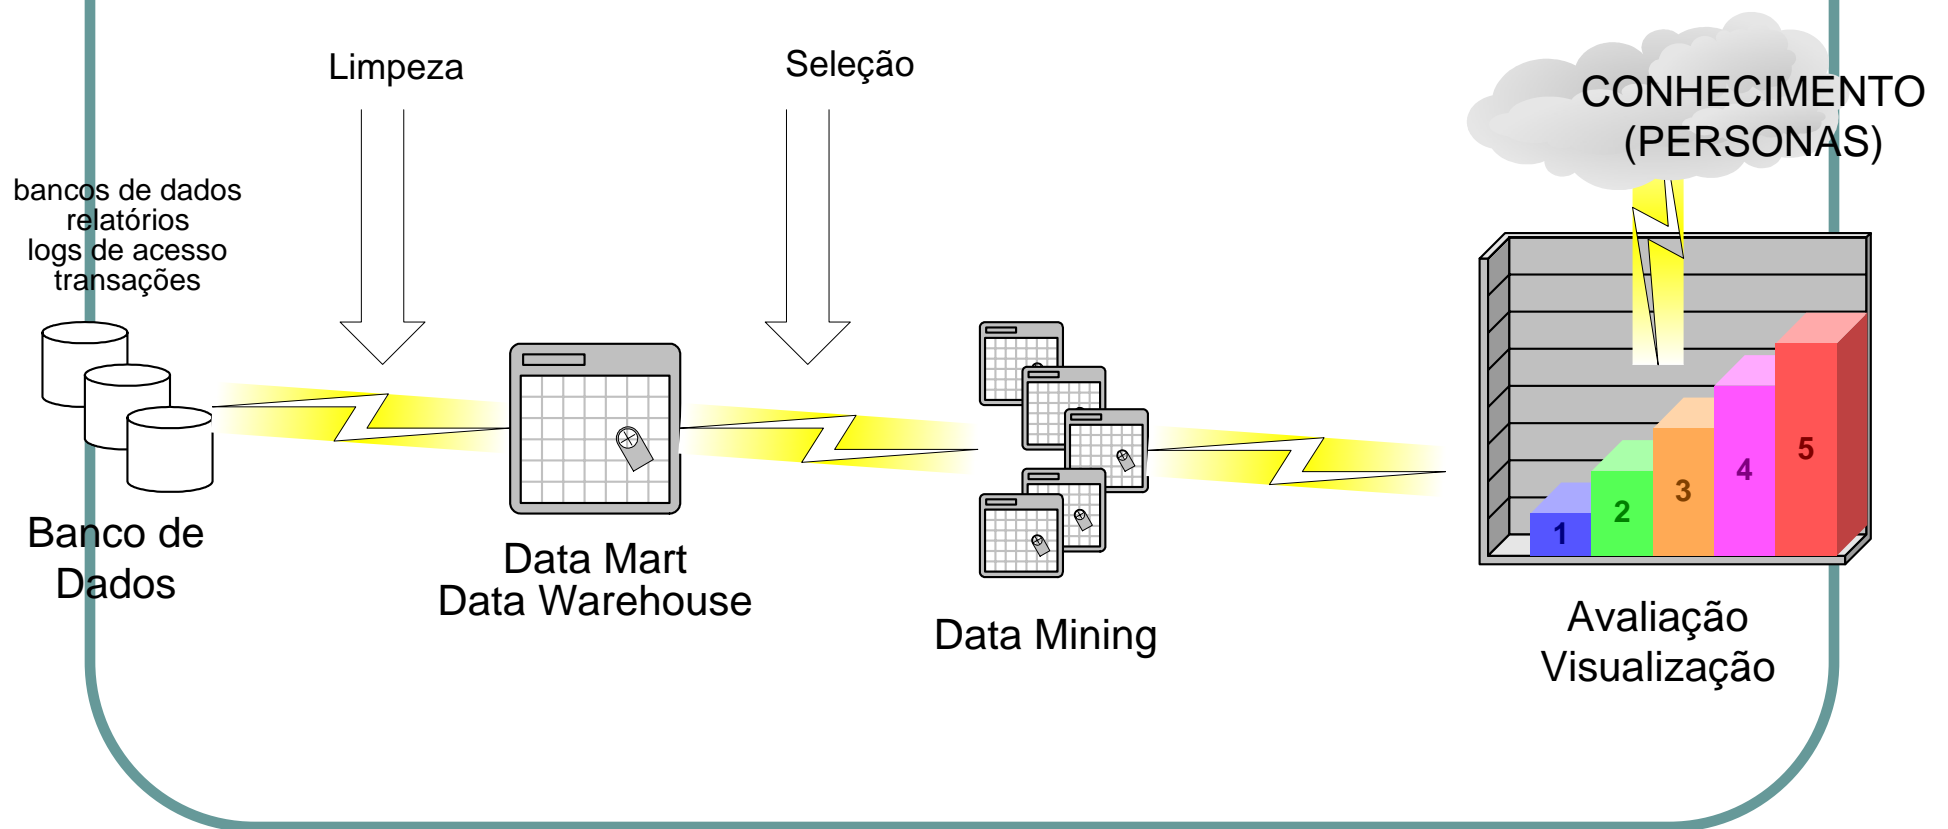 Limpeza
Seleção
CONHECIMENTO
(PERSONAS)
bancos de dados
relatórios
logs de acesso
transações
Banco de
Dados
Data Mart
Data Warehouse
Data Mining
1
2
3
4
5
Avaliação
Visualização